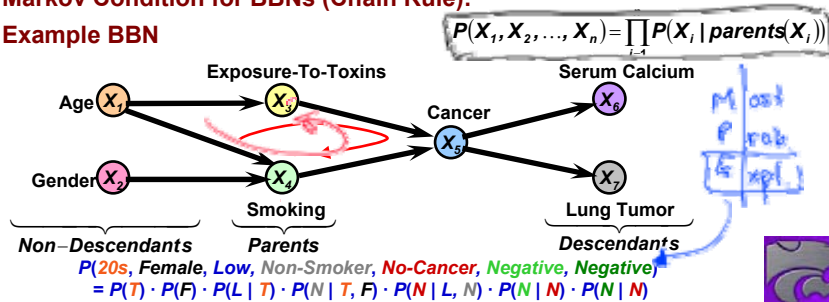 Markov Condition for BBNs (Chain Rule):
Example BBN
P(X₁, X₂, ..., Xₙ) = ∏ P(Xᵢ | parents(Xᵢ))
i=1
Exposure-To-Toxins
Serum Calcium
Age X₁
X₃
Cancer
X₆
X₅
Gender X₂
X₄
X₇
Smoking
Lung Tumor
M ost
P rob
E xpl
Non-Descendants
Parents
Descendants
P(20s, Female, Low, Non-Smoker, No-Cancer, Negative, Negative)
= P(T) · P(F) · P(L | T) · P(N | T, F) · P(N | L, N) · P(N | N) · P(N | N)